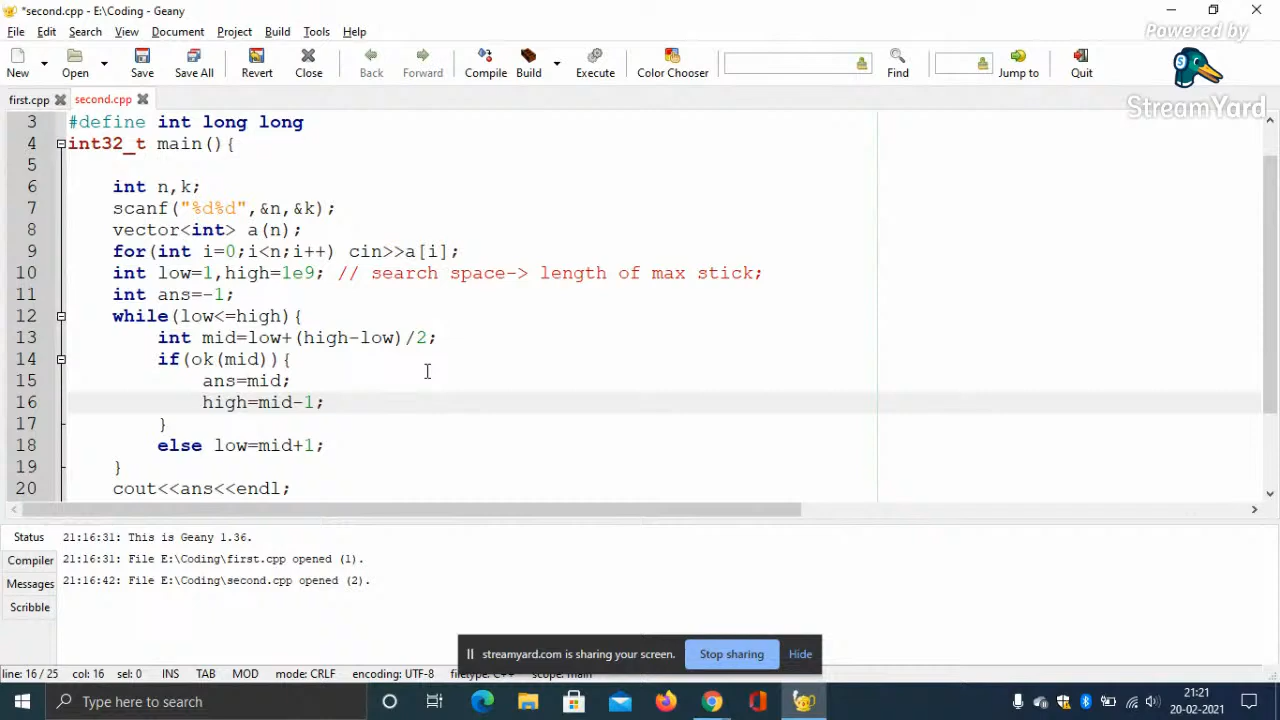 *second.cpp - E:\Coding - Geany
File Edit Search View Document Project Build Tools Help
Powered by
New Open Save Save All Revert Close Back Forward Compile Build Execute Color Chooser Find Jump to Quit
S
StreamYard
first.cpp second.cpp
3 #define int long long
4 int32_t main(){
5
6 int n,k;
7 scanf("%d%d",&n,&k);
8 vector<int> a(n);
9 for(int i=0;i<n;i++) cin>>a[i];
10 int low=1,high=1e9; // search space-> length of max stick;
11 int ans=-1;
12 while(low<=high){
13 int mid=low+(high-low)/2;
14 if(ok(mid)){
15 ans=mid;
16 high=mid-1;
17 }
18 else low=mid+1;
19 }
20 cout<<ans<<endl;
Status 21:16:31: This is Geany 1.36.
Compiler 21:16:31: File E:\Coding\first.cpp opened (1).
Messages 21:16:42: File E:\Coding\second.cpp opened (2).
Scribble
streamyard.com is sharing your screen. Stop sharing Hide
line: 16 / 25 col: 16 sel: 0 INS TAB MOD mode: CRLF encoding: UTF-8 filetype: C++ scope: main
Type here to search
21:21
20-02-2021